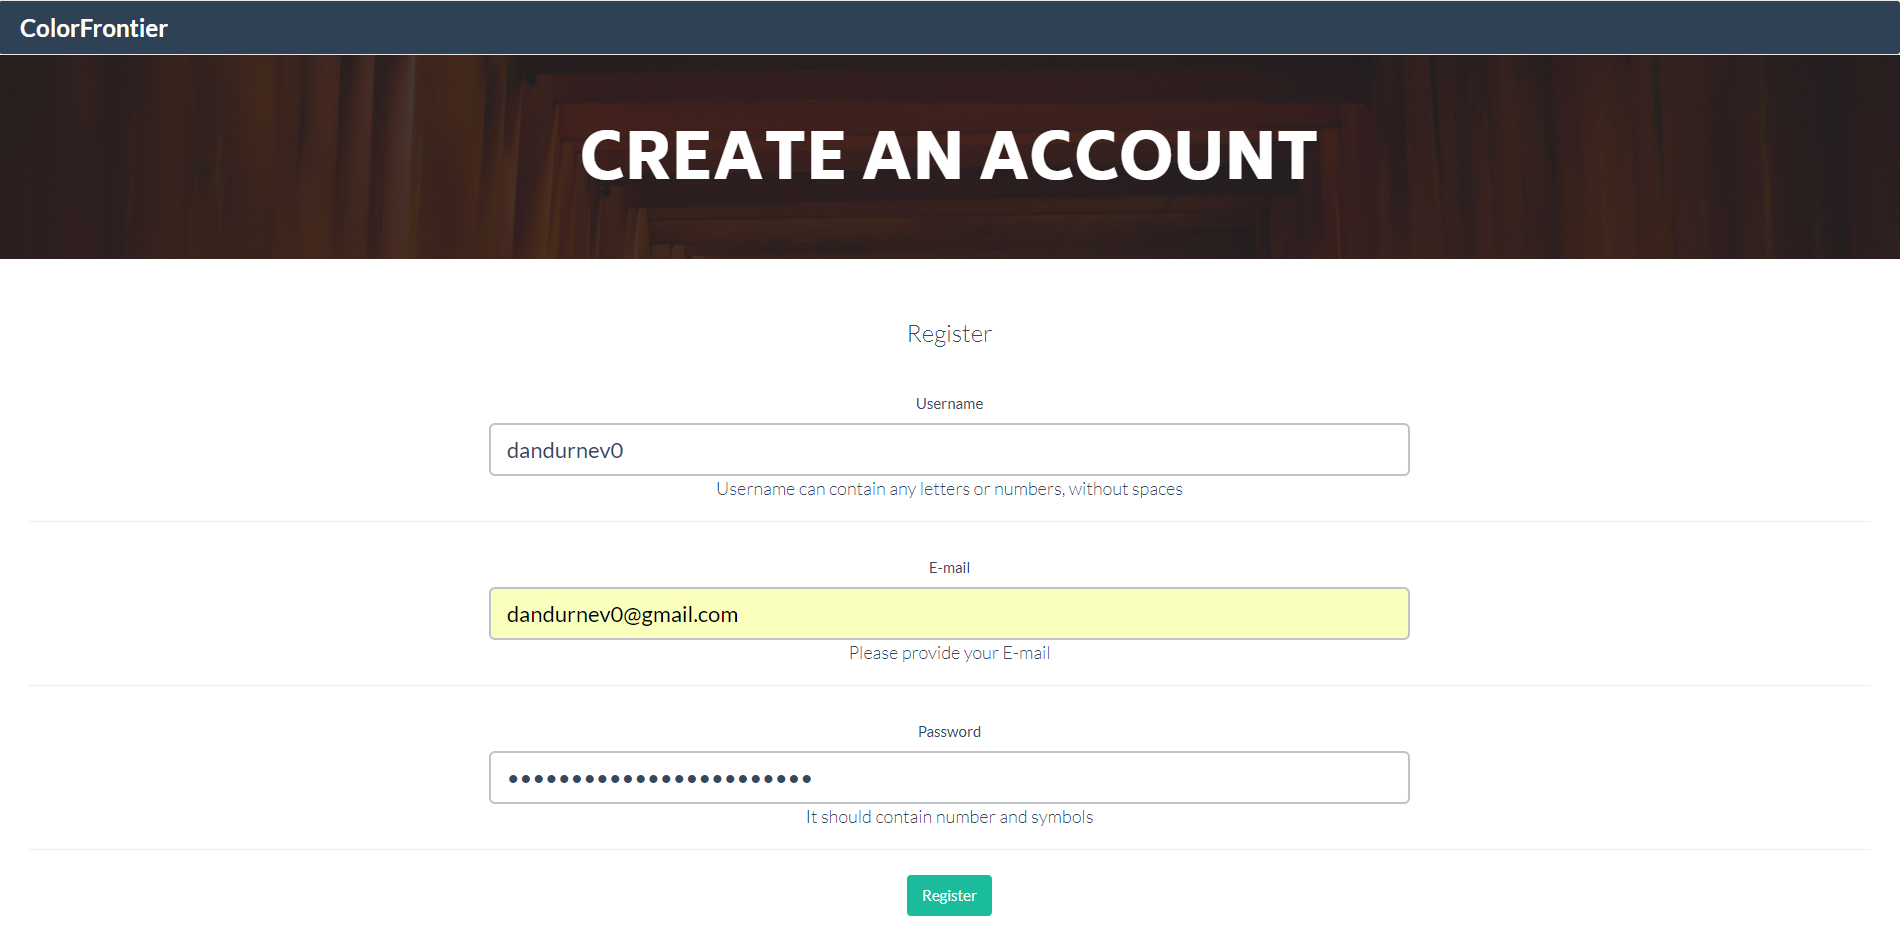 ColorFrontier
CREATE AN ACCOUNT
Register
Username
dandurnev0
Username can contain any letters or numbers, without spaces
E-mail
dandurnev0@gmail.com
Please provide your E-mail
Password
••••••••••••••••••••••••
It should contain number and symbols
Register